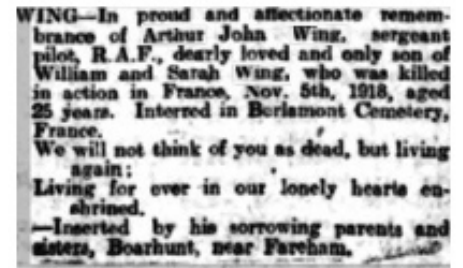 WING—In proud and affectionate remem-
brance of Arthur John Wing, sergeant
pilot, R.A.F., dearly loved and only son of
William and Sarah Wing, who was killed
in action in France, Nov. 5th, 1918, aged
25 years. Interred in Berlamont Cemetery,
France.
We will not think of you as dead, but living
again;
Living for ever in our lonely hearts en-
shrined.
—Inserted by his sorrowing parents and
sisters, Boarhunt, near Fareham.